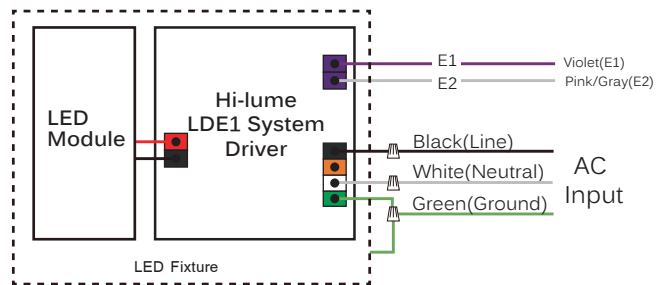 E1
Violet(E1)
E2
Pink/Gray(E2)
Hi-lume
LDE1 System
Driver
LED
Module
Black(Line)
White(Neutral)
Green(Ground)
AC
Input
LED Fixture